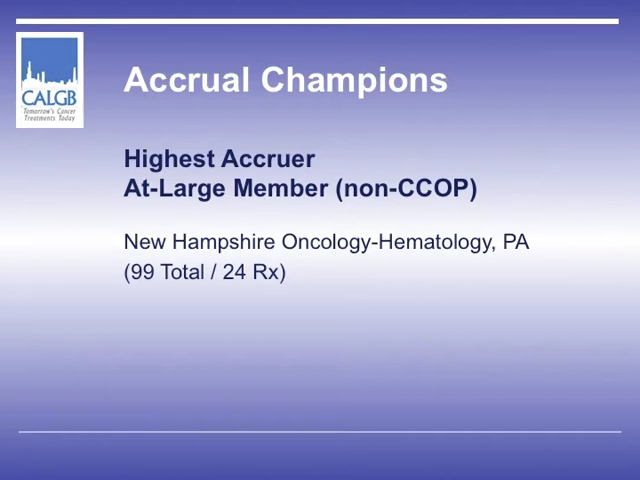 CALGB
Tomorrow's Cancer
Treatments Today
Accrual Champions
Highest Accruer
At-Large Member (non-CCOP)
New Hampshire Oncology-Hematology, PA
(99 Total / 24 Rx)